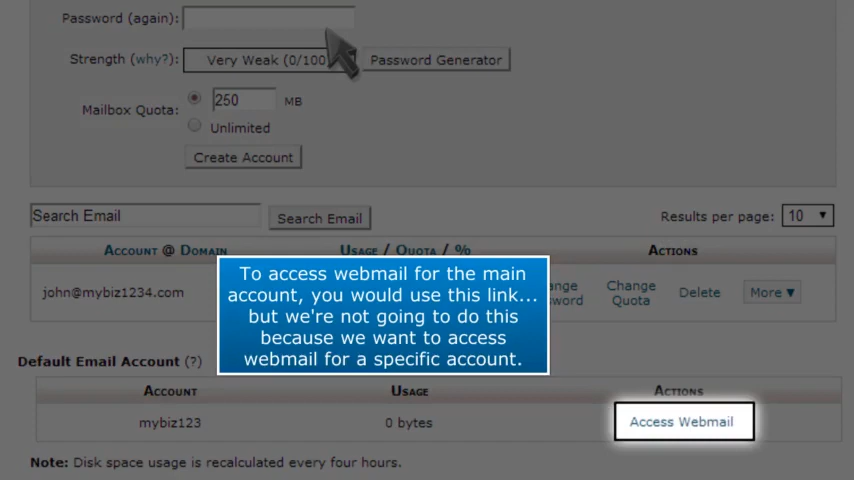 Password (again):
Strength (why?): Very Weak (0/100 Password Generator
Mailbox Quota: 250 MB
Unlimited
Create Account
Search Email Search Email Results per page: 10 ▼
ACCOUNT @ DOMAIN USAGE / QUOTA / % ACTIONS
john@mybiz1234.com Change Quota Delete More ▼
To access webmail for the main
account, you would use this link...
but we're not going to do this
because we want to access
webmail for a specific account.
Default Email Account (?)
ACCOUNT USAGE ACTIONS
mybiz123 0 bytes Access Webmail
Note: Disk space usage is recalculated every four hours.